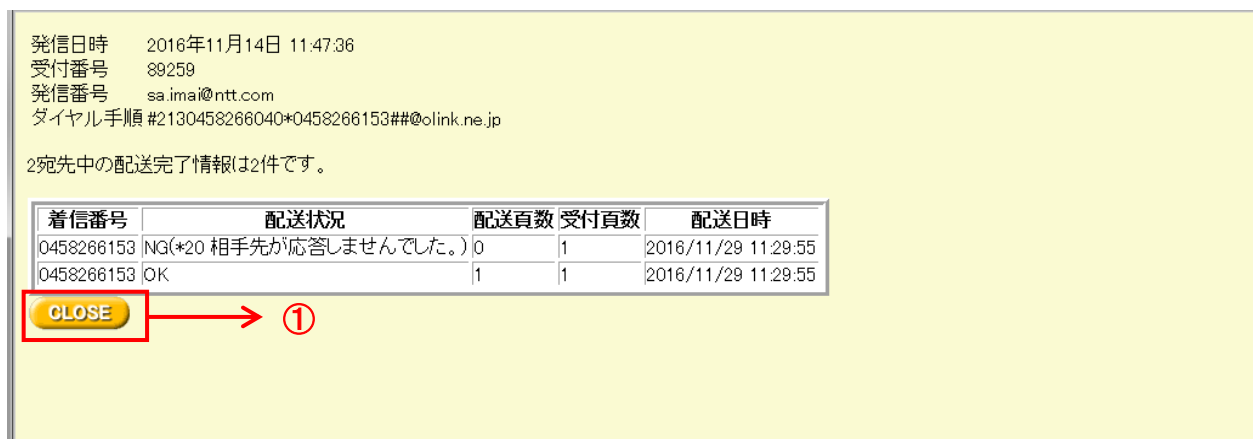 発信日時 2016年11月14日 11:47:36
受付番号 89259
発信番号 sa.imai@ntt.com
ダイヤル手順 #2130458266040*0458266153##@olink.ne.jp
2宛先中の配送完了情報は2件です。
着信番号 配送状況 配送頁数 受付頁数 配送日時
0458266153 NG(*20 相手先が応答しませんでした。) 0 1 2016/11/29 11:29:55
0458266153 OK 1 1 2016/11/29 11:29:55
CLOSE ①